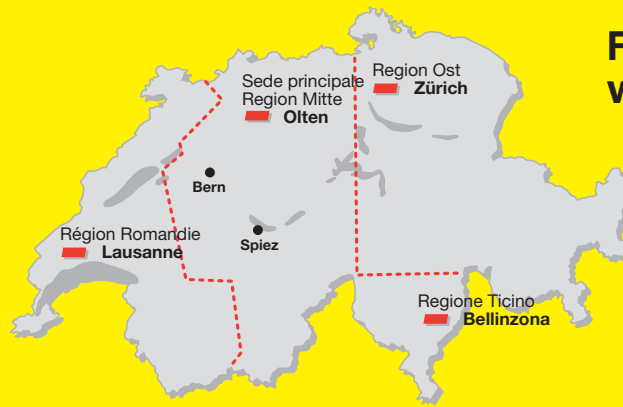 F
w
Sede principale
Region Mitte
Olten
Region Ost
Zürich
Bern
Spiez
Région Romandie
Lausanne
Regione Ticino
Bellinzona